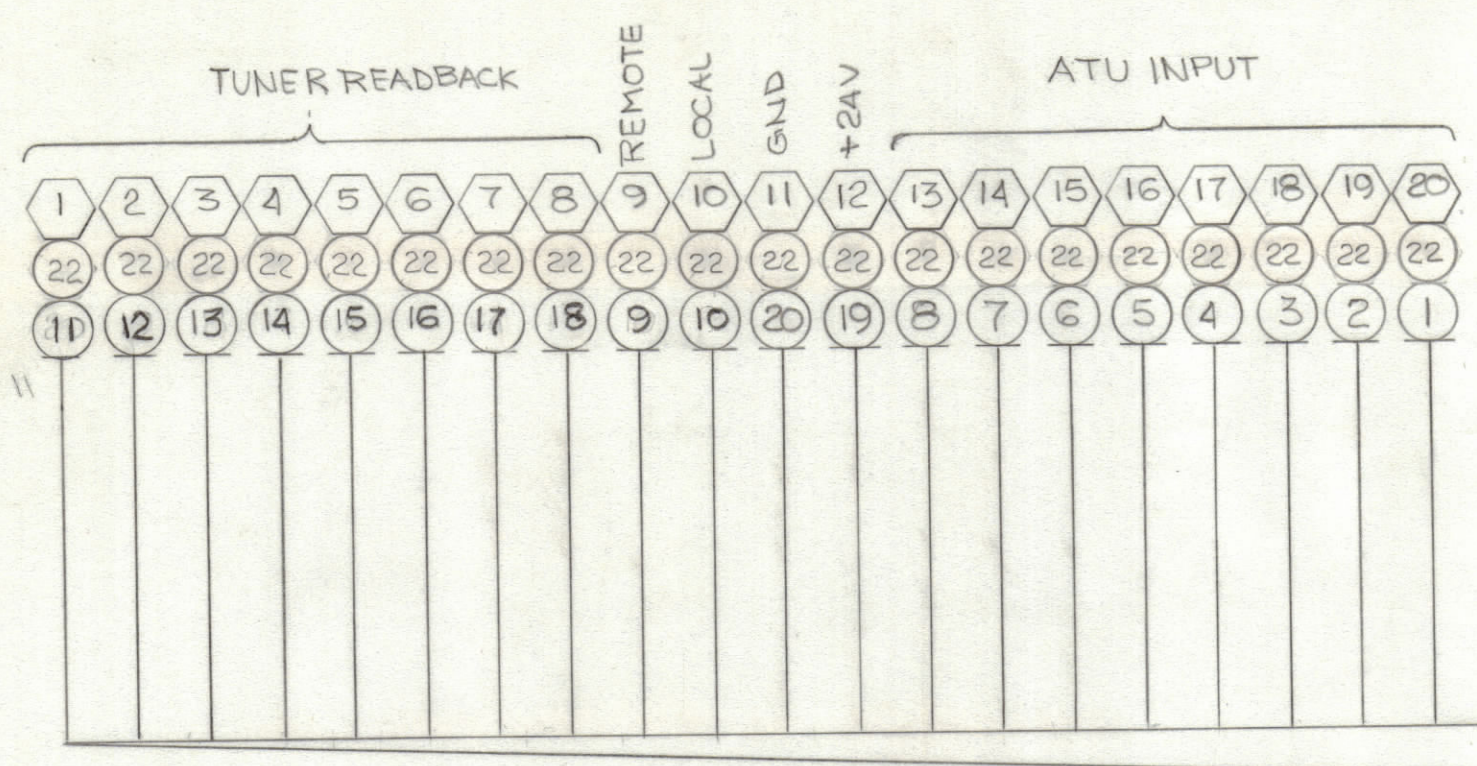 TUNER READBACK REMOTE LOCAL GND +24V ATU INPUT
1 2 3 4 5 6 7 8 9 10 11 12 13 14 15 16 17 18 19 20
22 22 22 22 22 22 22 22 22 22 22 22 22 22 22 22 22 22 22 22
11 12 13 14 15 16 17 18 9 10 20 19 8 7 6 5 4 3 2 1
11